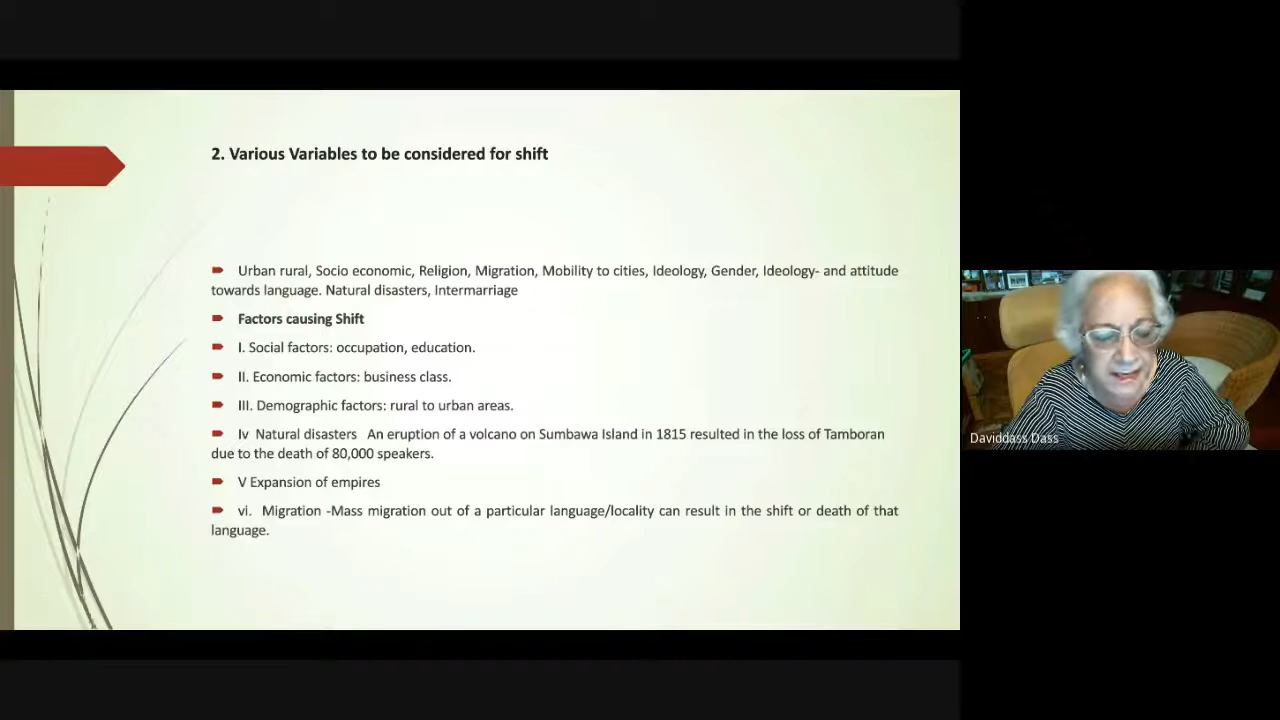 2. Various Variables to be considered for shift
Urban rural, Socio economic, Religion, Migration, Mobility to cities, Ideology, Gender, Ideology- and attitude
towards language. Natural disasters, Intermarriage
Factors causing Shift
I. Social factors: occupation, education.
II. Economic factors: business class.
III. Demographic factors: rural to urban areas.
Iv Natural disasters An eruption of a volcano on Sumbawa Island in 1815 resulted in the loss of Tamboran
due to the death of 80,000 speakers.
V Expansion of empires
vi. Migration -Mass migration out of a particular language/locality can result in the shift or death of that
language.
Daviddass Dass